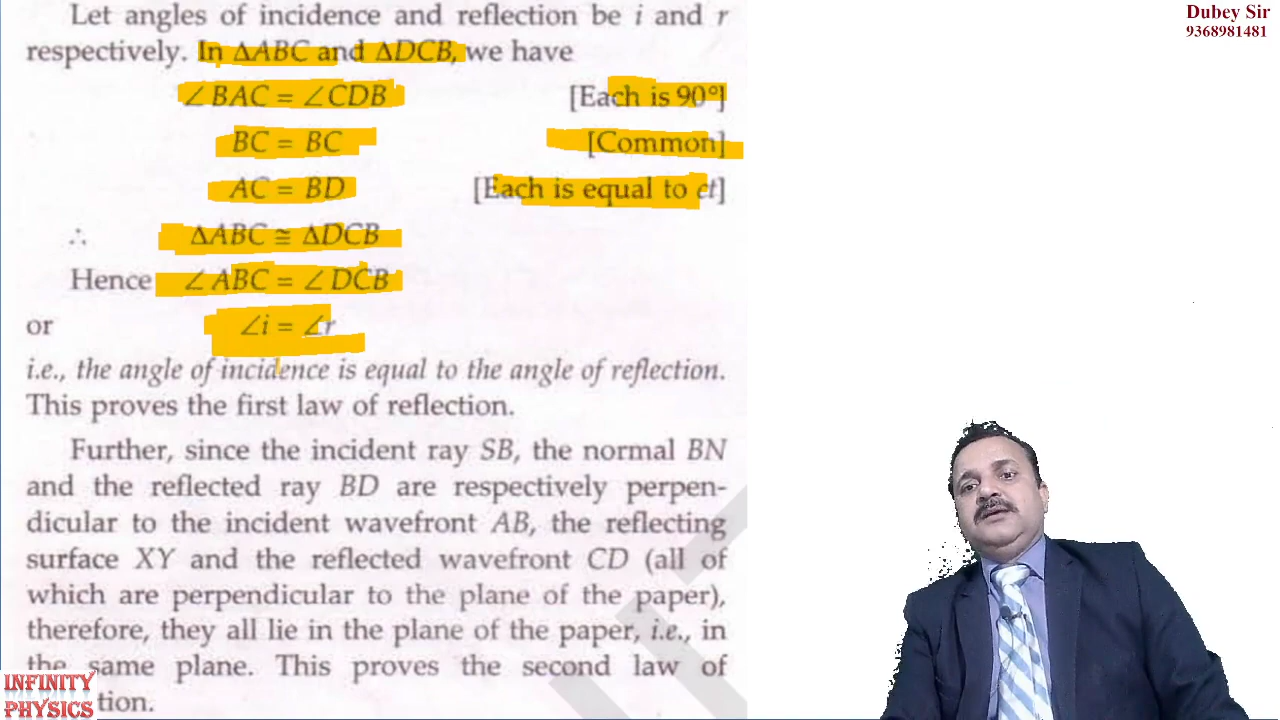 Dubey Sir
9368981481
Let angles of incidence and reflection be i and r
respectively. In ΔABC and ΔDCB, we have
∠BAC = ∠CDB [Each is 90°]
BC = BC [Common]
AC = BD [Each is equal to ct]
∴ ΔABC ≅ ΔDCB
Hence ∠ABC = ∠DCB
or ∠i = ∠r
i.e., the angle of incidence is equal to the angle of reflection.
This proves the first law of reflection.
Further, since the incident ray SB, the normal BN
and the reflected ray BD are respectively perpen-
dicular to the incident wavefront AB, the reflecting
surface XY and the reflected wavefront CD (all of
which are perpendicular to the plane of the paper),
therefore, they all lie in the plane of the paper, i.e., in
the same plane. This proves the second law of
tion.
INFINITY
PHYSICS